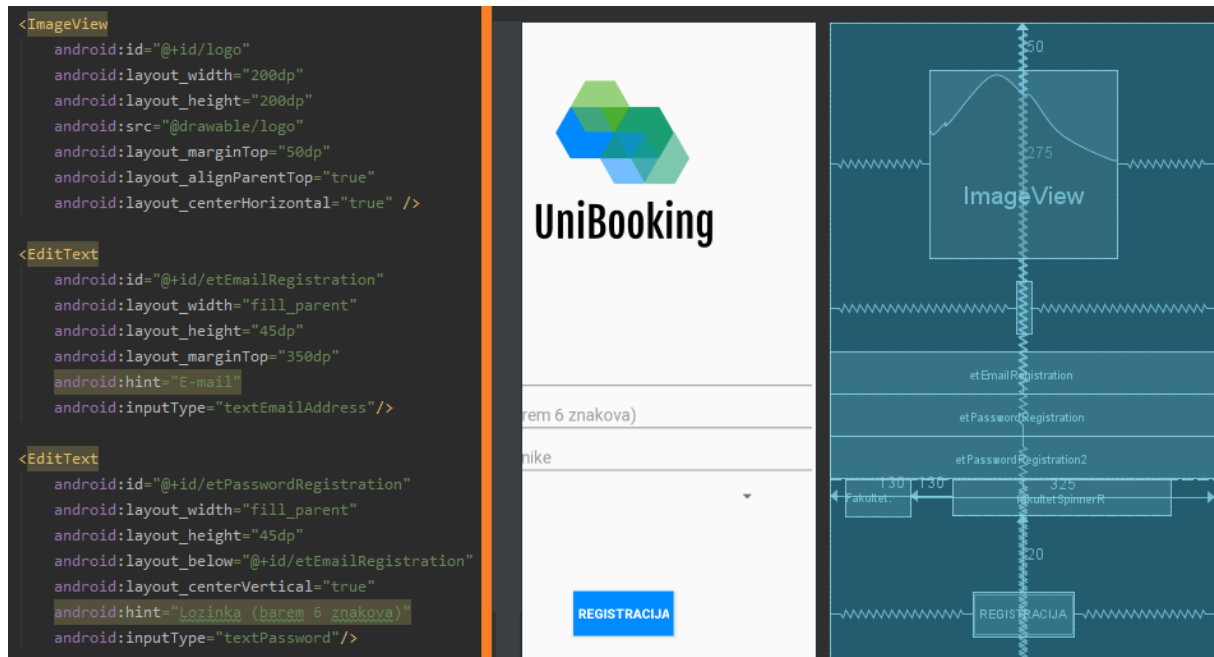 <ImageView
android:id="@+id/logo"
android:layout_width="200dp"
android:layout_height="200dp"
android:src="@drawable/logo"
android:layout_marginTop="50dp"
android:layout_alignParentTop="true"
android:layout_centerHorizontal="true" />
<EditText
android:id="@+id/etEmailRegistration"
android:layout_width="fill_parent"
android:layout_height="45dp"
android:layout_marginTop="350dp"
android:hint="E-mail"
android:inputType="textEmailAddress"/>
<EditText
android:id="@+id/etPasswordRegistration"
android:layout_width="fill_parent"
android:layout_height="45dp"
android:layout_below="@+id/etEmailRegistration"
android:layout_centerVertical="true"
android:hint="Lozinka (barem 6 znakova)"
android:inputType="textPassword"/>
UniBooking
rem 6 znakova)
nike
REGISTRACIJA
50
275
ImageView
etEmailRegistration
etPasswordRegistration
etPasswordRegistration2
130 130 325
Fakultet: fakultetSpinnerR
20
REGISTRACIJA